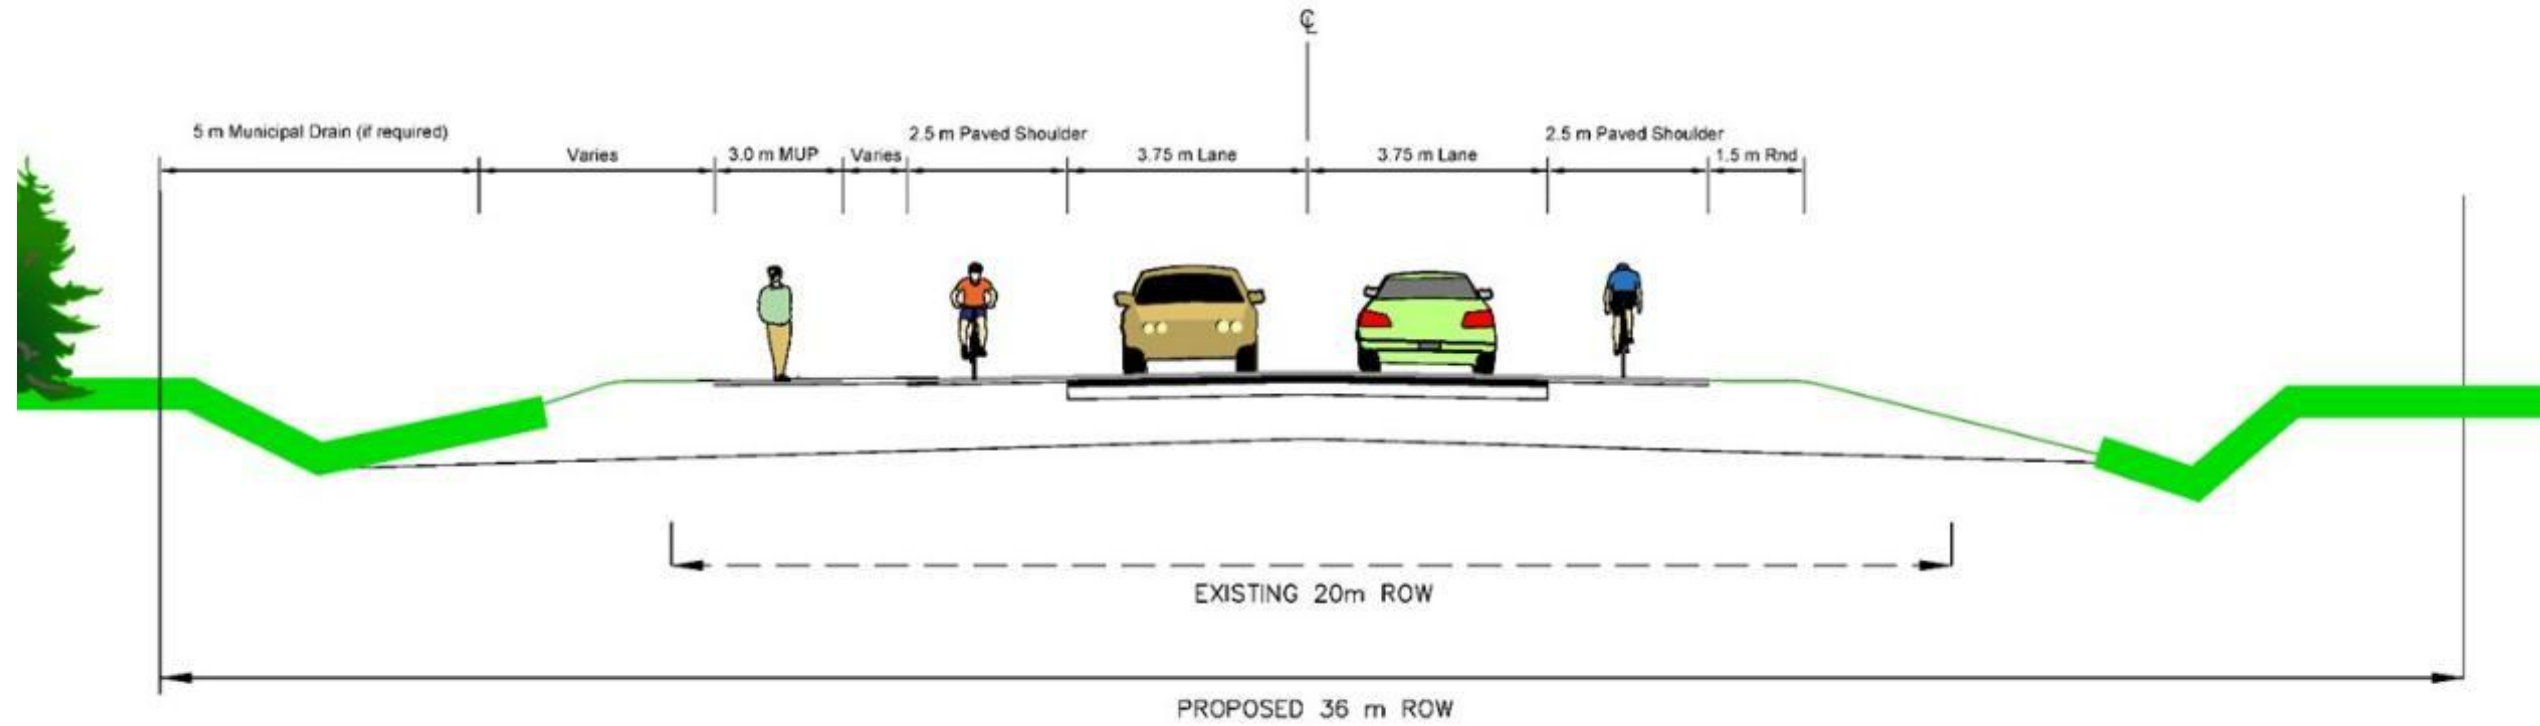 ℄
5 m Municipal Drain (if required)
2.5 m Paved Shoulder
2.5 m Paved Shoulder
Varies
3.0 m MUP
Varies
3.75 m Lane
3.75 m Lane
1.5 m Rnd
EXISTING 20m ROW
PROPOSED 36 m ROW